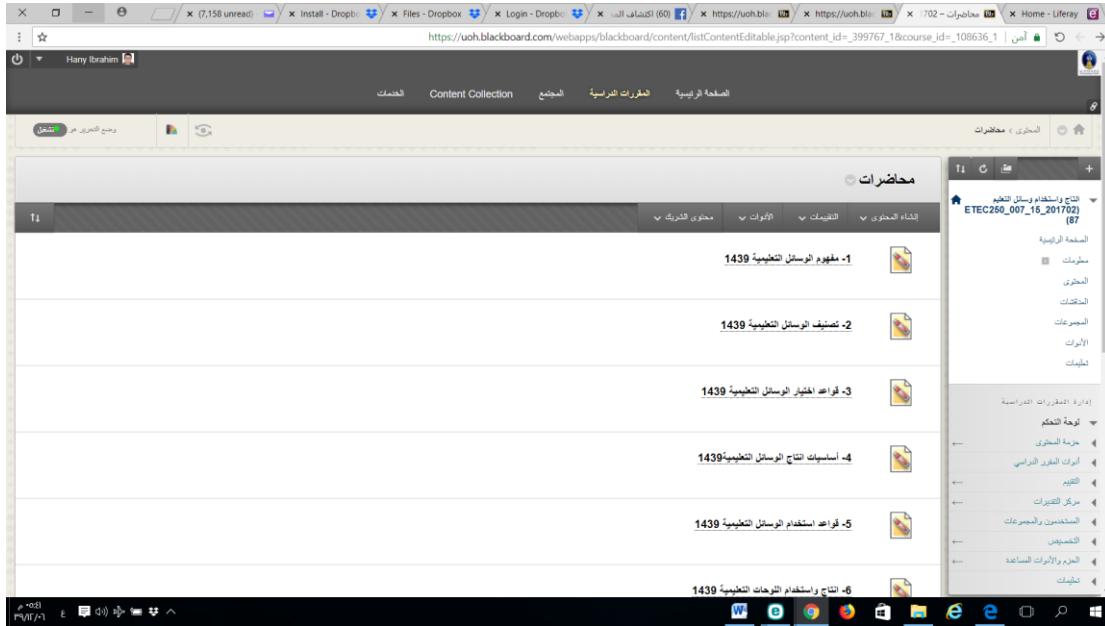 (7,158 unread)
Install - Dropbo
Files - Dropbox
Login - Dropbo
(60) اكتشاف الت
https://uoh.bla
https://uoh.bla
محاضرات – 1702
Home - Liferay
https://uoh.blackboard.com/webapps/blackboard/content/listContentEditable.jsp?content_id=_399767_1&course_id=_108636_1
آمن
Hany Ibrahim
الصفحة الرئيسية
المقررات الدراسية
المجتمع
Content Collection
الخدمات
المحتوى
محاضرات
وضع التحرير هو
تشغيل
محاضرات
إنشاء المحتوى
التقييمات
الأدوات
محتوى الشريك
1- مفهوم الوسائل التعليمية 1439
2- تصنيف الوسائل التعليمية 1439
3- قواعد اختيار الوسائل التعليمية 1439
4- أساسيات انتاج الوسائل التعليمية1439
5- قواعد استخدام الوسائل التعليمية 1439
6- انتاج واستخدام اللوحات التعليمية 1439
انتاج واستخدام وسائل التعليم
(ETEC250_007_15_201702
87)
الصفحة الرئيسية
معلومات
المحتوى
المناقشات
المجموعات
الأدوات
تعليمات
إدارة المقررات الدراسية
لوحة التحكم
حزمة المحتوى
أدوات المقرر الدراسي
التقييم
مركز التقديرات
المستخدمون والمجموعات
التخصيص
الحزم والأدوات المساعدة
تعليمات
ع